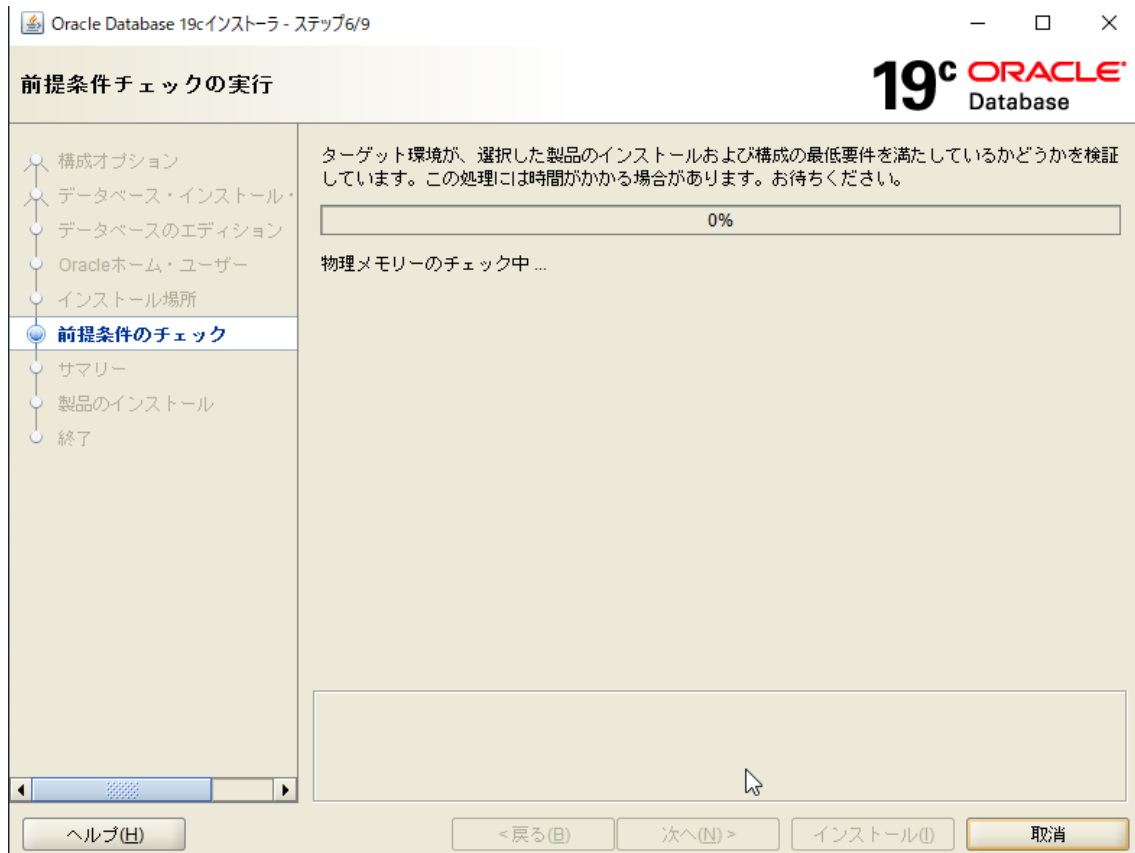 Oracle Database 19cインストーラ - ステップ6/9
前提条件チェックの実行
19c ORACLE
Database
構成オプション
データベース・インストール・
データベースのエディション
Oracleホーム・ユーザー
インストール場所
前提条件のチェック
サマリー
製品のインストール
終了
ターゲット環境が、選択した製品のインストールおよび構成の最低要件を満たしているかどうかを検証
しています。この処理には時間がかかる場合があります。お待ちください。
0%
物理メモリーのチェック中 ...
ヘルプ(H)
<戻る(B)
次へ(N) >
インストール(I)
取消